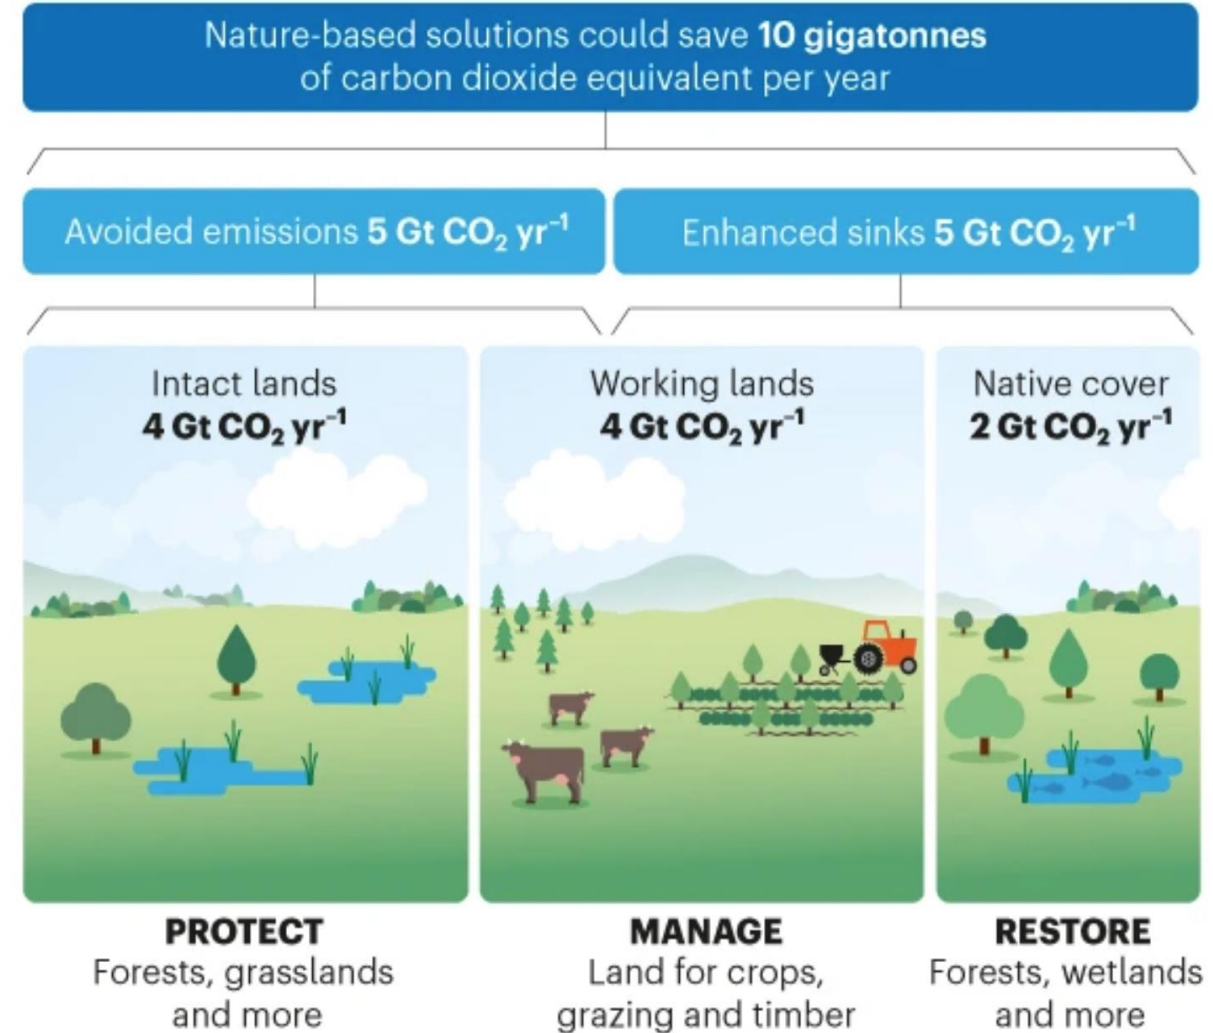 Nature-based solutions could save 10 gigatonnes
of carbon dioxide equivalent per year
Avoided emissions 5 Gt CO₂ yr⁻¹
Enhanced sinks 5 Gt CO₂ yr⁻¹
Intact lands
4 Gt CO₂ yr⁻¹
Working lands
4 Gt CO₂ yr⁻¹
Native cover
2 Gt CO₂ yr⁻¹
PROTECT
Forests, grasslands
and more
MANAGE
Land for crops,
grazing and timber
RESTORE
Forests, wetlands
and more